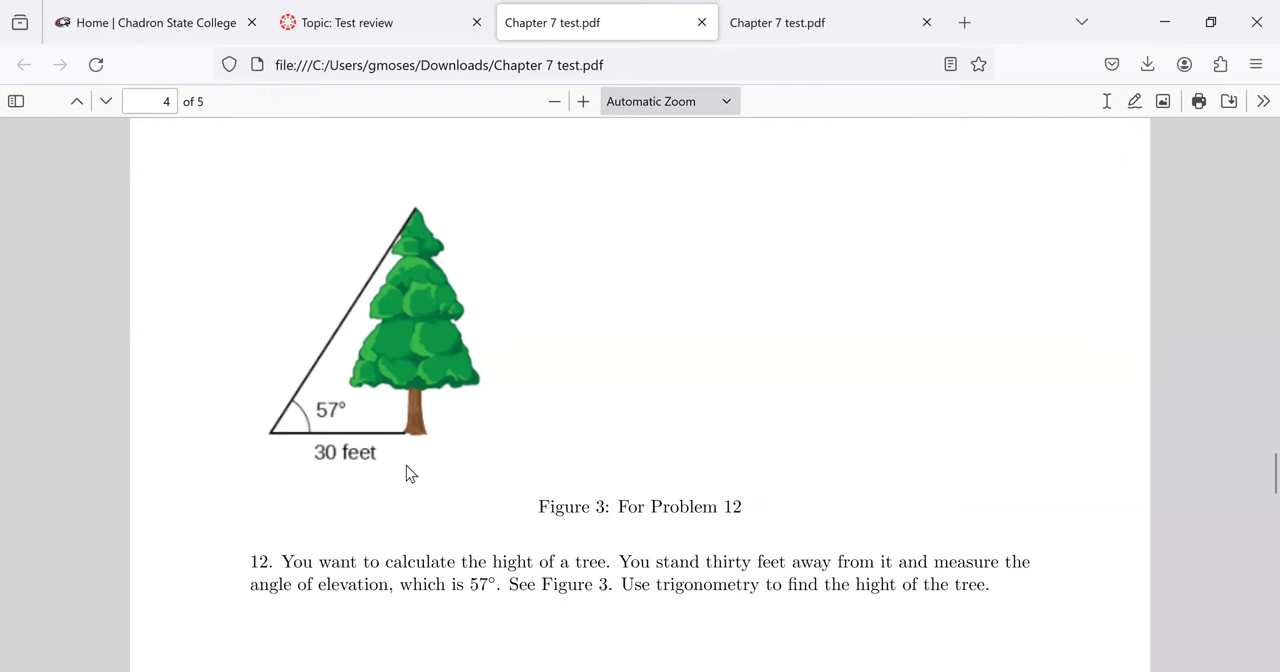 Home | Chadron State College
Topic: Test review
Chapter 7 test.pdf
Chapter 7 test.pdf
file:///C:/Users/gmoses/Downloads/Chapter 7 test.pdf
4 of 5
Automatic Zoom
57°
30 feet
Figure 3: For Problem 12
12. You want to calculate the hight of a tree. You stand thirty feet away from it and measure the
angle of elevation, which is 57°. See Figure 3. Use trigonometry to find the hight of the tree.